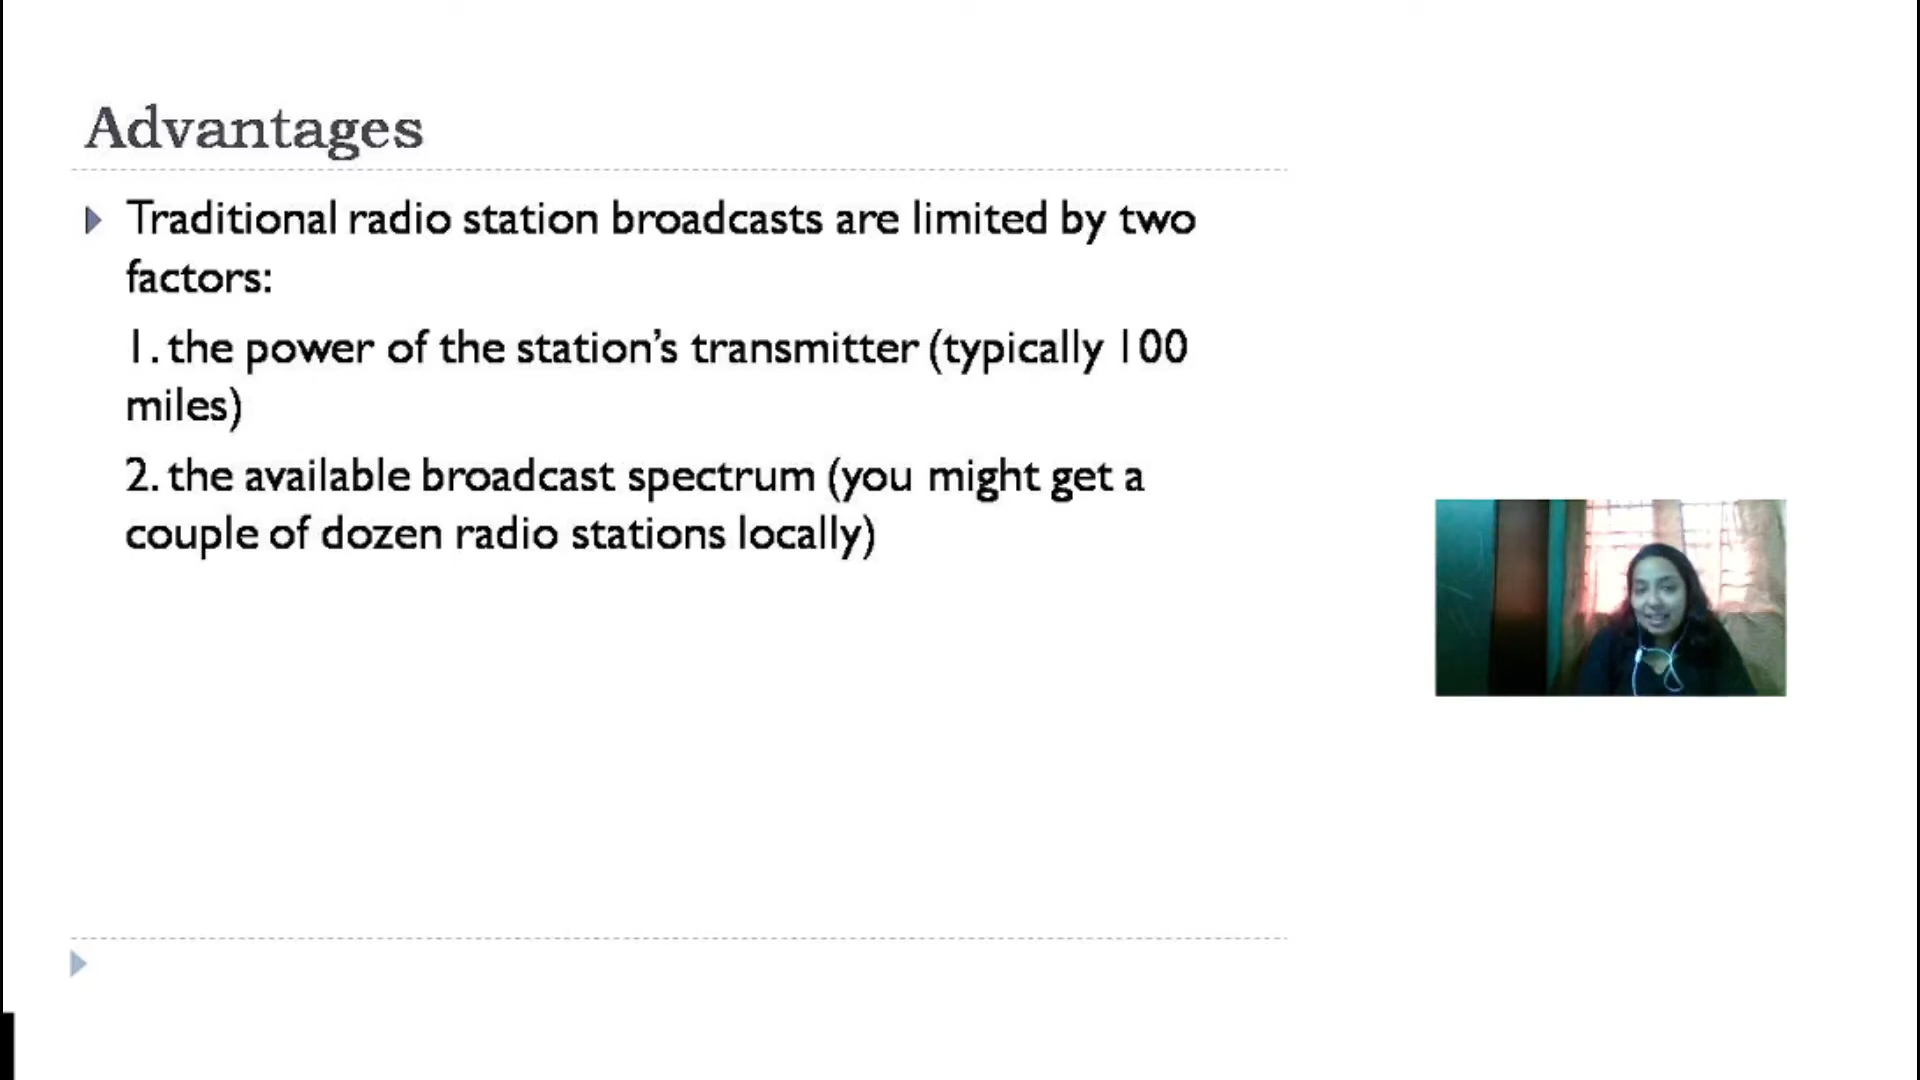 Advantages
Traditional radio station broadcasts are limited by two
factors:
1. the power of the station’s transmitter (typically 100
miles)
2. the available broadcast spectrum (you might get a
couple of dozen radio stations locally)